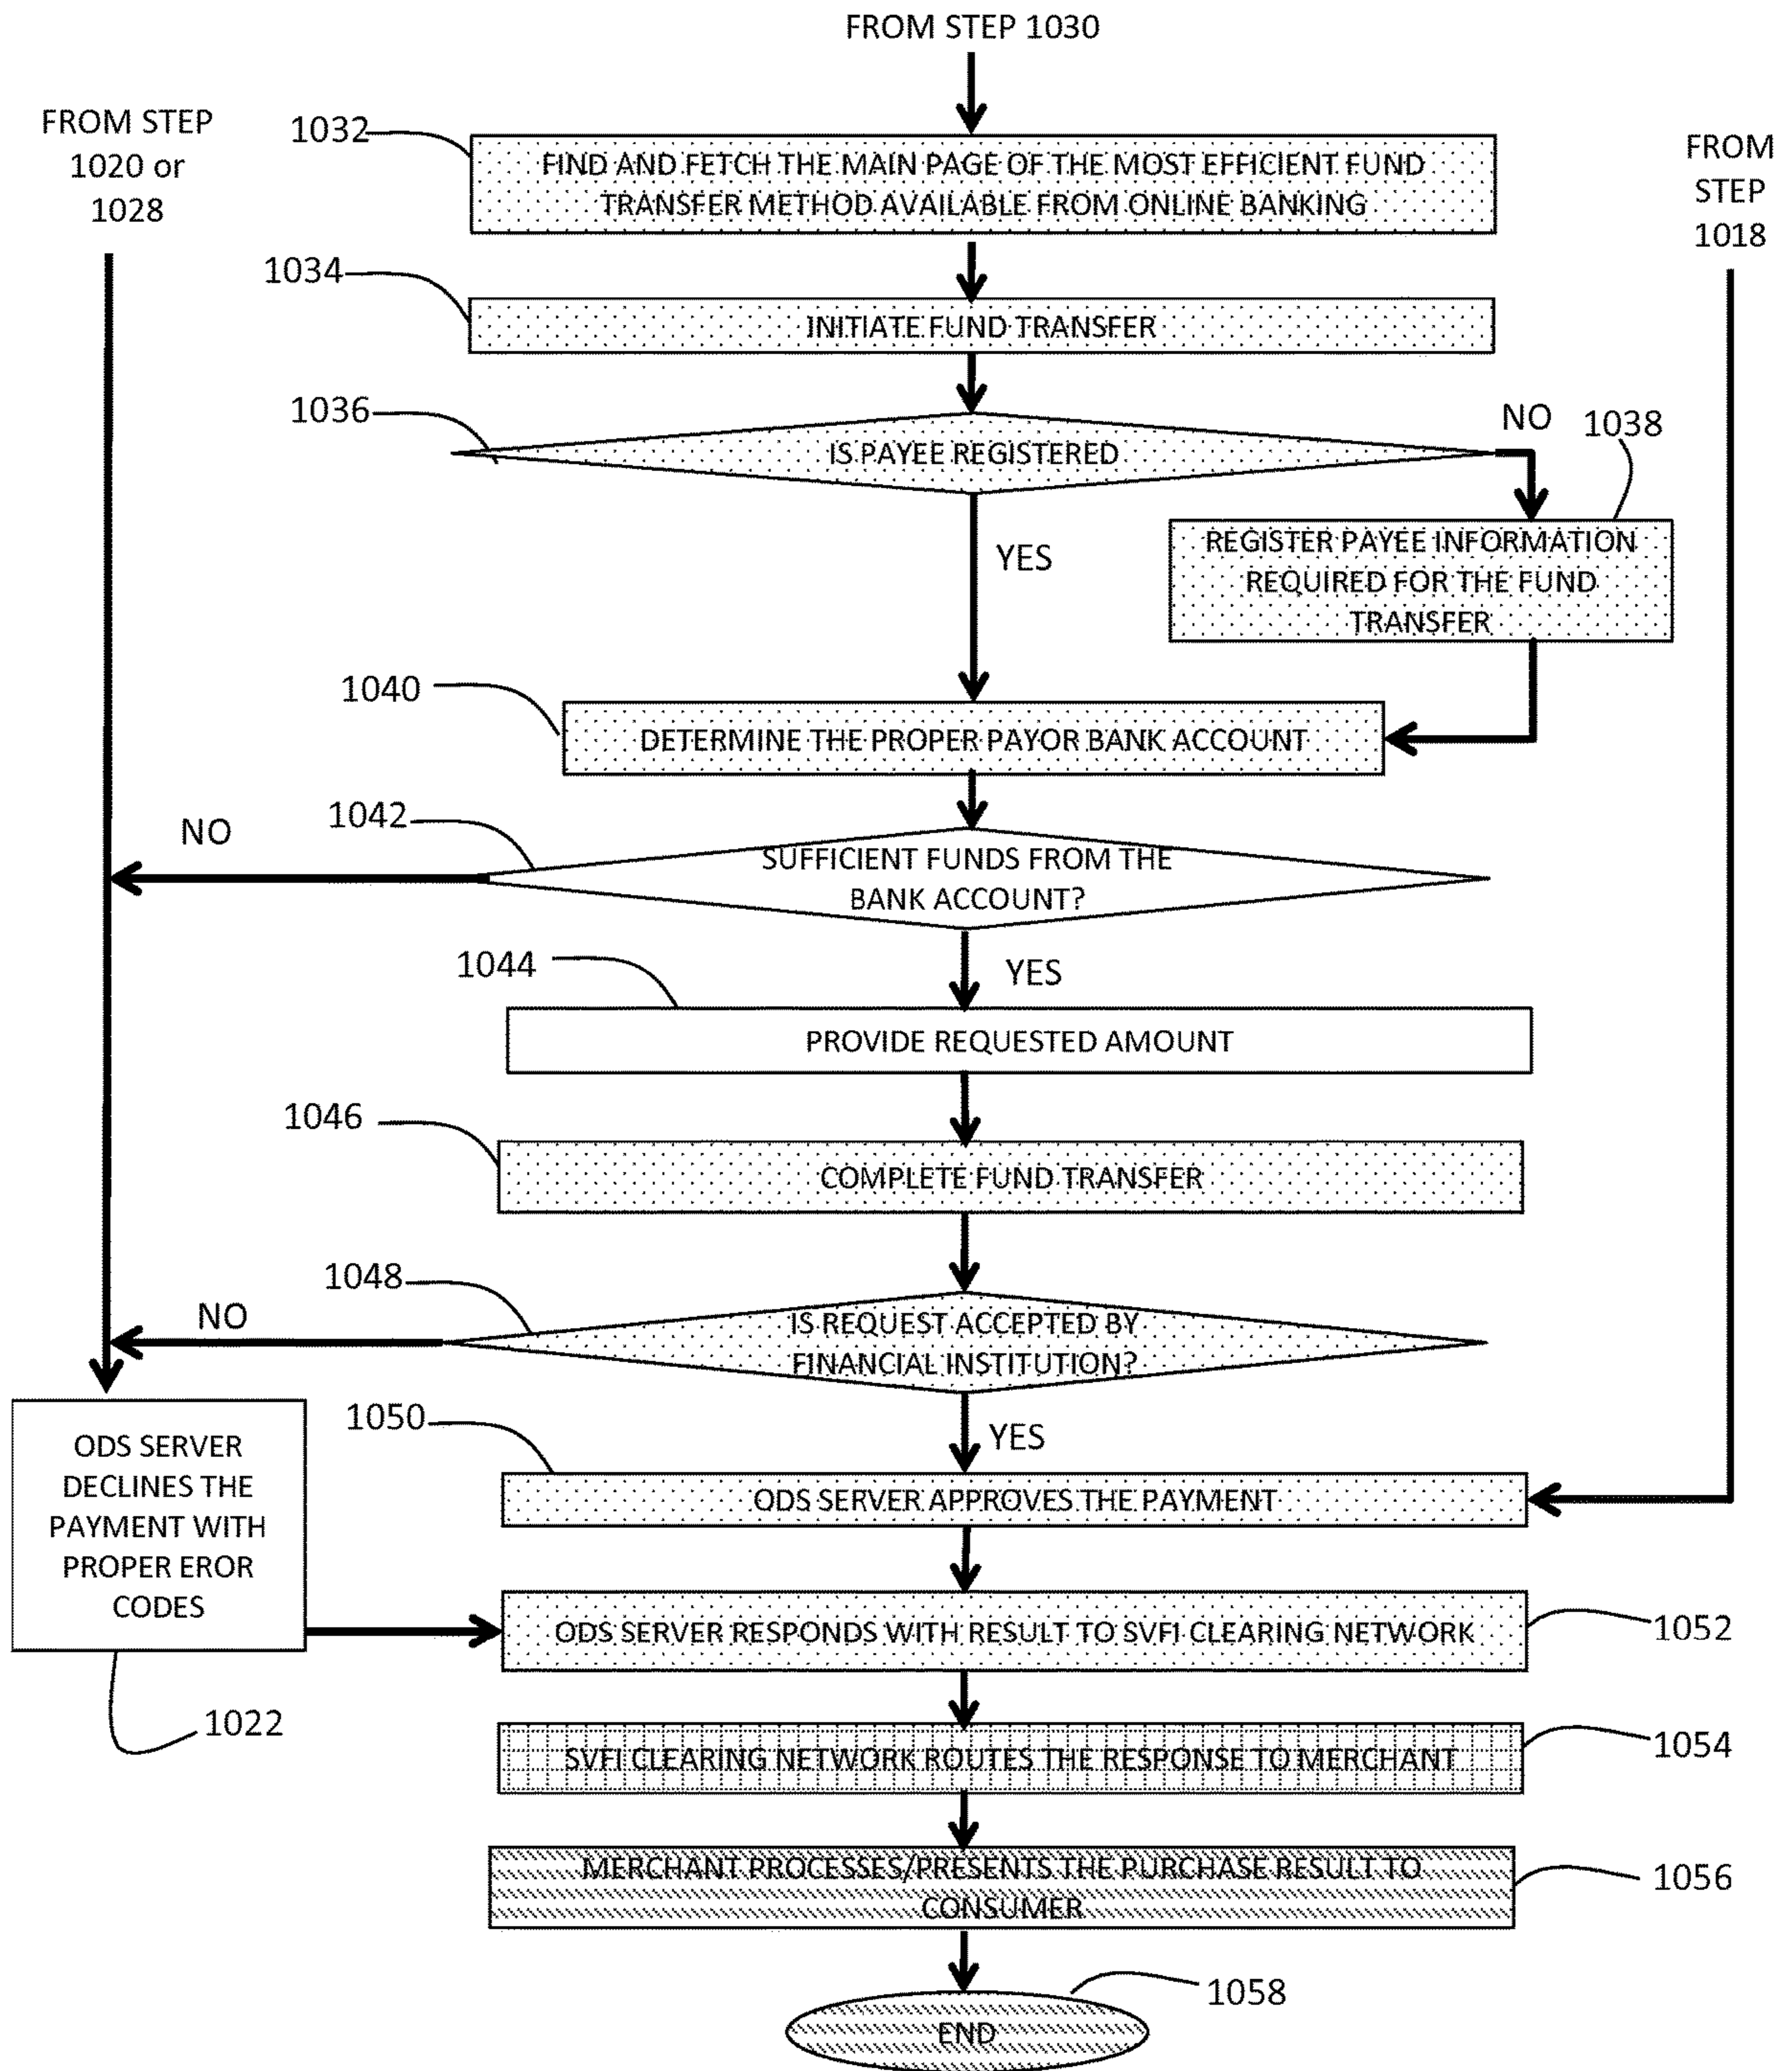 FROM STEP 1030
FROM STEP
1020 or
1028
FROM
STEP
1018
1032
FIND AND FETCH THE MAIN PAGE OF THE MOST EFFICIENT FUND
TRANSFER METHOD AVAILABLE FROM ONLINE BANKING
1034
INITIATE FUND TRANSFER
1036
IS PAYEE REGISTERED
NO
1038
REGISTER PAYEE INFORMATION
REQUIRED FOR THE FUND
TRANSFER
YES
1040
DETERMINE THE PROPER PAYOR BANK ACCOUNT
1042
NO
SUFFICIENT FUNDS FROM THE
BANK ACCOUNT?
1044
YES
PROVIDE REQUESTED AMOUNT
1046
COMPLETE FUND TRANSFER
1048
NO
IS REQUEST ACCEPTED BY
FINANCIAL INSTITUTION?
1050
YES
ODS SERVER
DECLINES THE
PAYMENT WITH
PROPER EROR
CODES
1022
ODS SERVER APPROVES THE PAYMENT
ODS SERVER RESPONDS WITH RESULT TO SVFI CLEARING NETWORK
1052
SVFI CLEARING NETWORK ROUTES THE RESPONSE TO MERCHANT
1054
MERCHANT PROCESSES/PRESENTS THE PURCHASE RESULT TO
CONSUMER
1056
1058
END